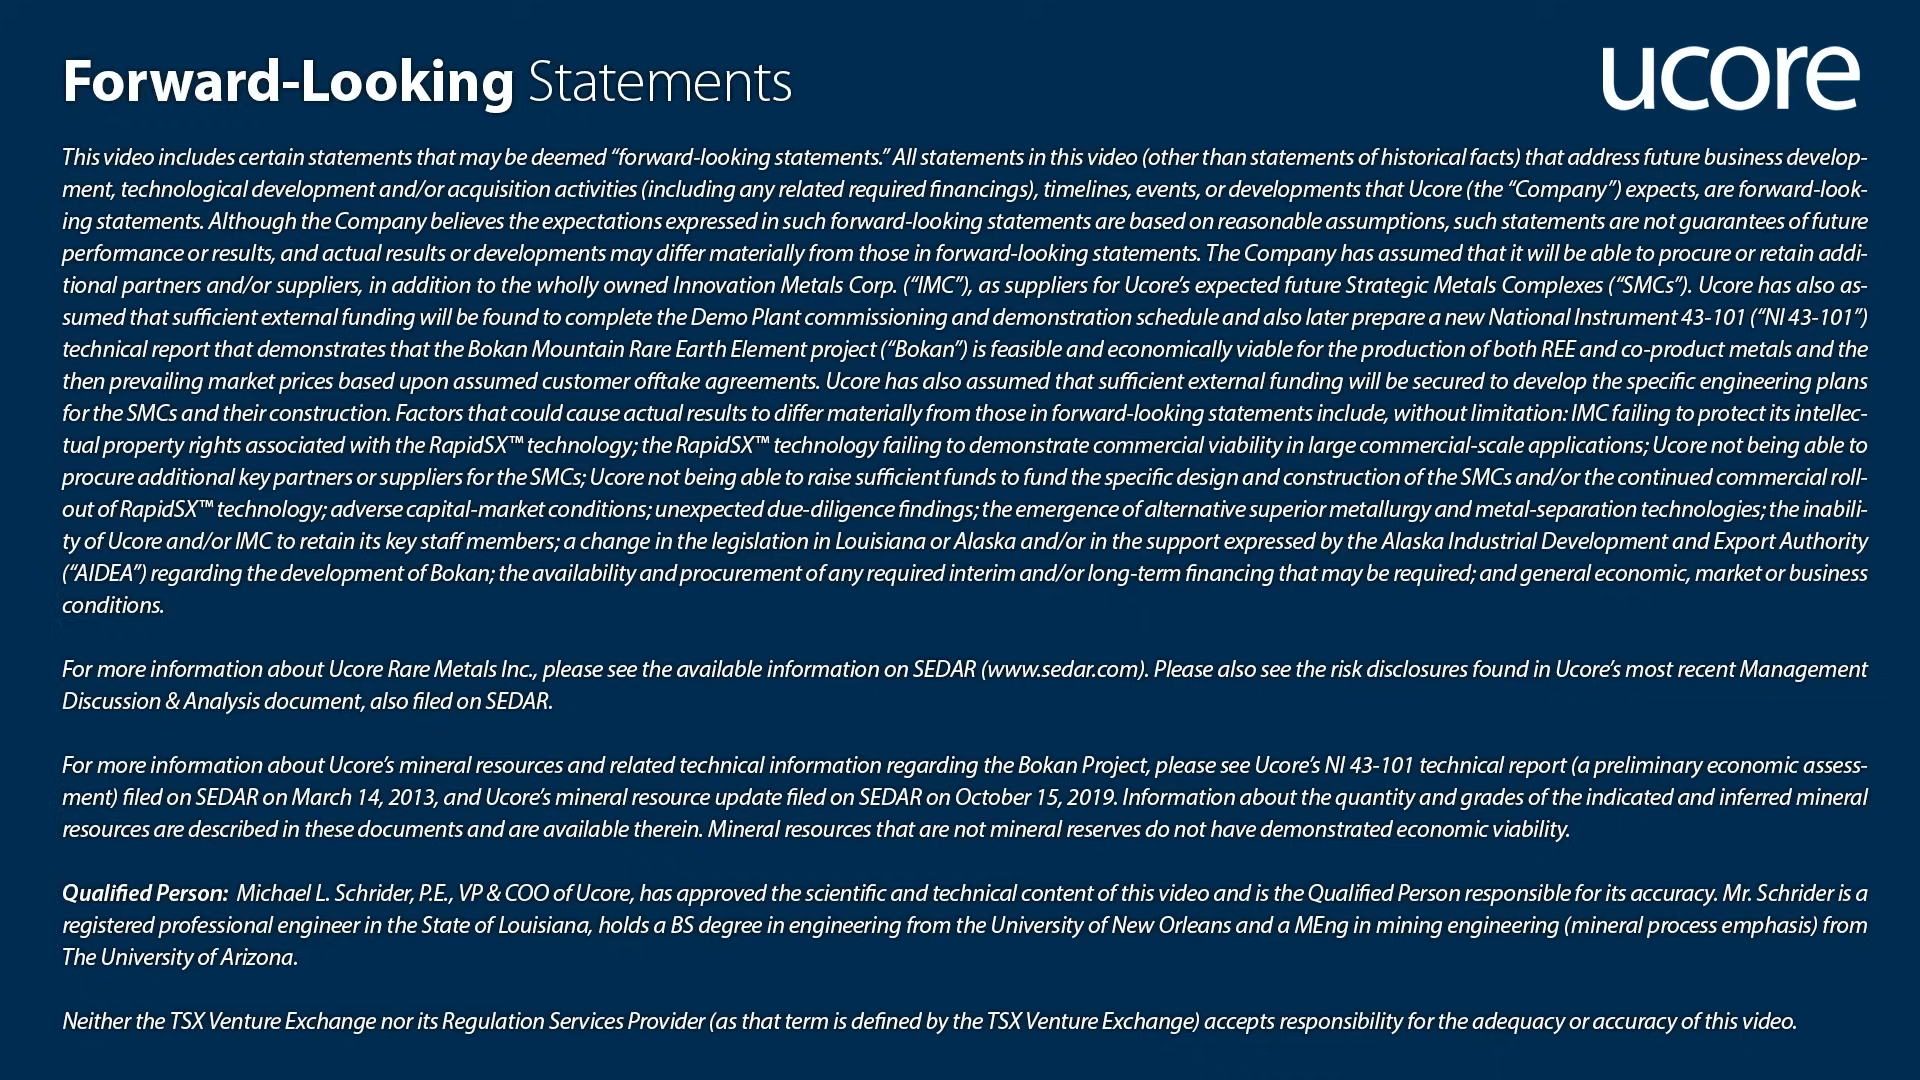 Forward-Looking Statements
ucore
This video includes certain statements that may be deemed “forward-looking statements.” All statements in this video (other than statements of historical facts) that address future business develop-
ment, technological development and/or acquisition activities (including any related required financings), timelines, events, or developments that Ucore (the “Company”) expects, are forward-look-
ing statements. Although the Company believes the expectations expressed in such forward-looking statements are based on reasonable assumptions, such statements are not guarantees of future
performance or results, and actual results or developments may differ materially from those in forward-looking statements. The Company has assumed that it will be able to procure or retain addi-
tional partners and/or suppliers, in addition to the wholly owned Innovation Metals Corp. (“IMC”), as suppliers for Ucore’s expected future Strategic Metals Complexes (“SMCs”). Ucore has also as-
sumed that sufficient external funding will be found to complete the Demo Plant commissioning and demonstration schedule and also later prepare a new National Instrument 43-101 (“NI 43-101”)
technical report that demonstrates that the Bokan Mountain Rare Earth Element project (“Bokan”) is feasible and economically viable for the production of both REE and co-product metals and the
then prevailing market prices based upon assumed customer offtake agreements. Ucore has also assumed that sufficient external funding will be secured to develop the specific engineering plans
for the SMCs and their construction. Factors that could cause actual results to differ materially from those in forward-looking statements include, without limitation: IMC failing to protect its intellec-
tual property rights associated with the RapidSX™ technology; the RapidSX™ technology failing to demonstrate commercial viability in large commercial-scale applications; Ucore not being able to
procure additional key partners or suppliers for the SMCs; Ucore not being able to raise sufficient funds to fund the specific design and construction of the SMCs and/or the continued commercial roll-
out of RapidSX™ technology; adverse capital-market conditions; unexpected due-diligence findings; the emergence of alternative superior metallurgy and metal-separation technologies; the inabili-
ty of Ucore and/or IMC to retain its key staff members; a change in the legislation in Louisiana or Alaska and/or in the support expressed by the Alaska Industrial Development and Export Authority
(“AIDEA”) regarding the development of Bokan; the availability and procurement of any required interim and/or long-term financing that may be required; and general economic, market or business
conditions.
For more information about Ucore Rare Metals Inc., please see the available information on SEDAR (www.sedar.com). Please also see the risk disclosures found in Ucore’s most recent Management
Discussion & Analysis document, also filed on SEDAR.
For more information about Ucore’s mineral resources and related technical information regarding the Bokan Project, please see Ucore’s NI 43-101 technical report (a preliminary economic assess-
ment) filed on SEDAR on March 14, 2013, and Ucore’s mineral resource update filed on SEDAR on October 15, 2019. Information about the quantity and grades of the indicated and inferred mineral
resources are described in these documents and are available therein. Mineral resources that are not mineral reserves do not have demonstrated economic viability.
Qualified Person: Michael L. Schrider, P.E., VP & COO of Ucore, has approved the scientific and technical content of this video and is the Qualified Person responsible for its accuracy. Mr. Schrider is a
registered professional engineer in the State of Louisiana, holds a BS degree in engineering from the University of New Orleans and a MEng in mining engineering (mineral process emphasis) from
The University of Arizona.
Neither the TSX Venture Exchange nor its Regulation Services Provider (as that term is defined by the TSX Venture Exchange) accepts responsibility for the adequacy or accuracy of this video.